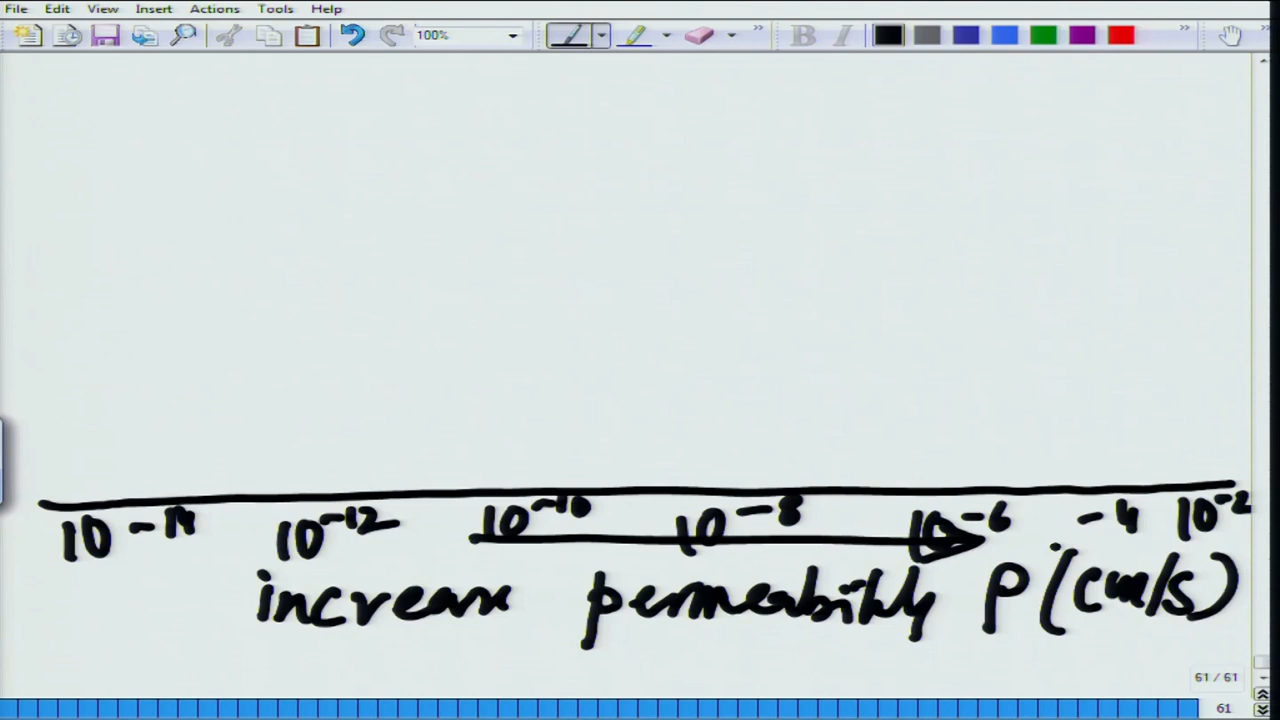 File Edit View Insert Actions Tools Help
100% B I
10⁻¹⁴ 10⁻¹² 10⁻¹⁰ 10⁻⁸ 10⁻⁶ -4 10⁻²
increase permeability P (cm/s)
61 / 61
61